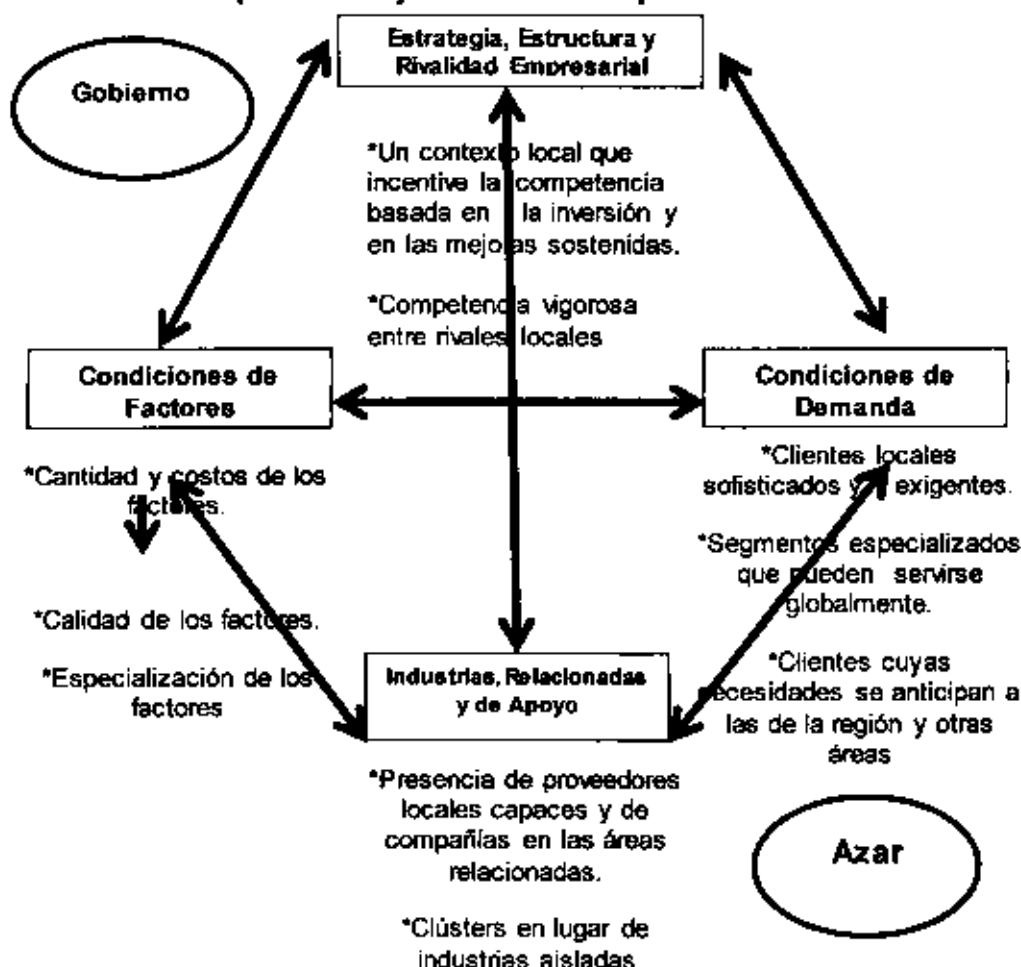 Estrategia, Estructura y
Rivalidad Empresarial
Gobierno
*Un contexto local que
incentive la competencia
basada en la inversión y
en las mejoras sostenidas.
*Competencia vigorosa
entre rivales locales
Condiciones de
Factores
Condiciones de
Demanda
*Cantidad y costos de los
factores.
*Calidad de los factores.
*Especialización de los
factores
*Clientes locales
sofisticados y exigentes.
*Segmentos especializados
que pueden servirse
globalmente.
*Clientes cuyas
necesidades se anticipan a
las de la región y otras
áreas
Industrias, Relacionadas
y de Apoyo
*Presencia de proveedores
locales capaces y de
compañías en las áreas
relacionadas.
*Clústers en lugar de
industrias aisladas
Azar